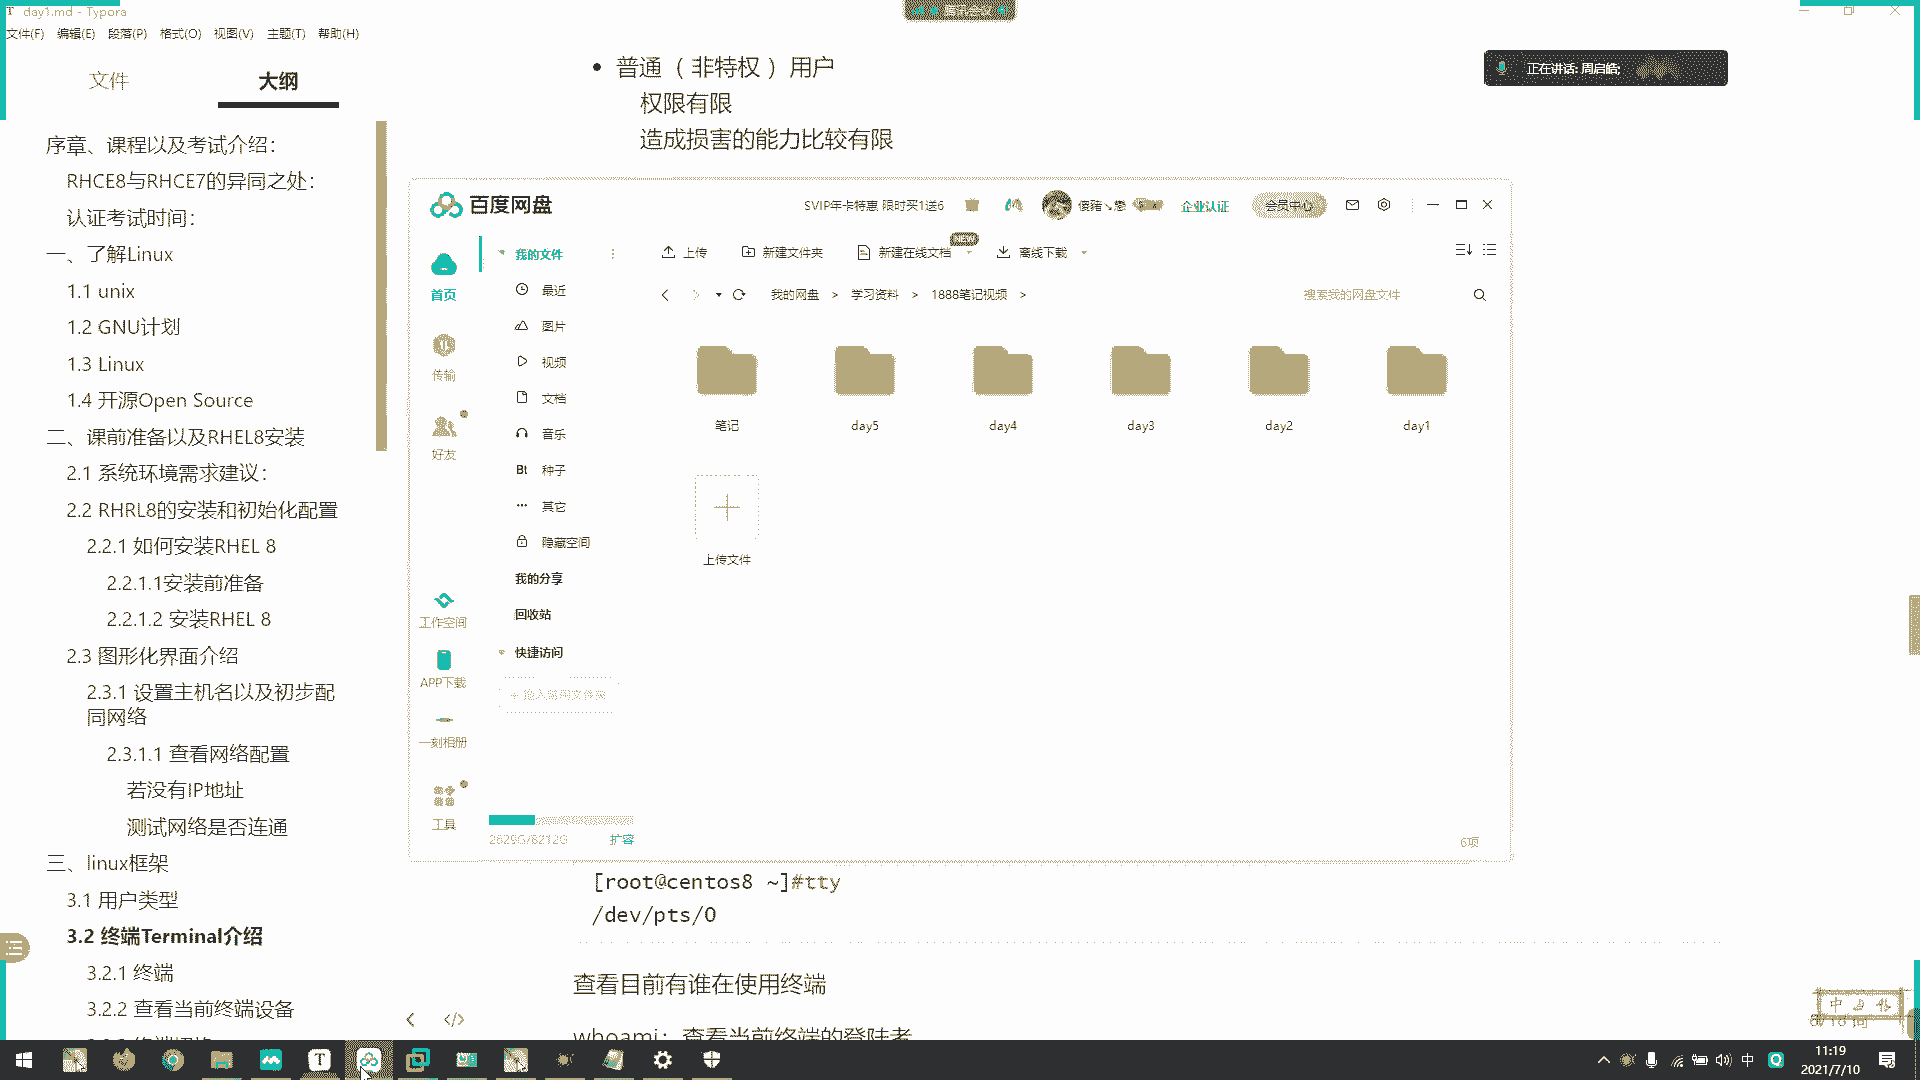 day1.md - Typora
文件(F) 编辑(E) 段落(P) 格式(O) 视图(V) 主题(T) 帮助(H)
文件 大纲
序章、课程以及考试介绍：
RHCE8与RHCE7的异同之处：
认证考试时间：
一、了解Linux
1.1 unix
1.2 GNU计划
1.3 Linux
1.4 开源Open Source
二、课前准备以及RHEL8安装
2.1 系统环境需求建议：
2.2 RHRL8的安装和初始化配置
2.2.1 如何安装RHEL 8
2.2.1.1安装前准备
2.2.1.2 安装RHEL 8
2.3 图形化界面介绍
2.3.1 设置主机名以及初步配
同网络
2.3.1.1 查看网络配置
若没有IP地址
测试网络是否连通
三、linux框架
3.1 用户类型
3.2 终端Terminal介绍
3.2.1 终端
3.2.2 查看当前终端设备
普通（非特权）用户
权限有限
造成损害的能力比较有限
腾讯会议
正在讲话: 周启皓;
百度网盘
SVIP年卡特惠 限时买1送6
企业认证
会员中心
首页
传输
好友
工作空间
APP下载
一刻相册
工具
我的文件
最近
图片
视频
文档
音乐
Bt 种子
其它
隐藏空间
我的分享
回收站
快捷访问
+ 拖入常用文件夹
2629G/6212G 扩容
上传 新建文件夹 新建在线文档 NEW 离线下载
我的网盘 > 学习资料 > 1888笔记视频 >
搜索我的网盘文件
笔记 day5 day4 day3 day2 day1
上传文件
6项
[root@centos8 ~]#tty
/dev/pts/0
查看目前有谁在使用终端
whoami：查看当前终端的登陆者
中
11:19
2021/7/10